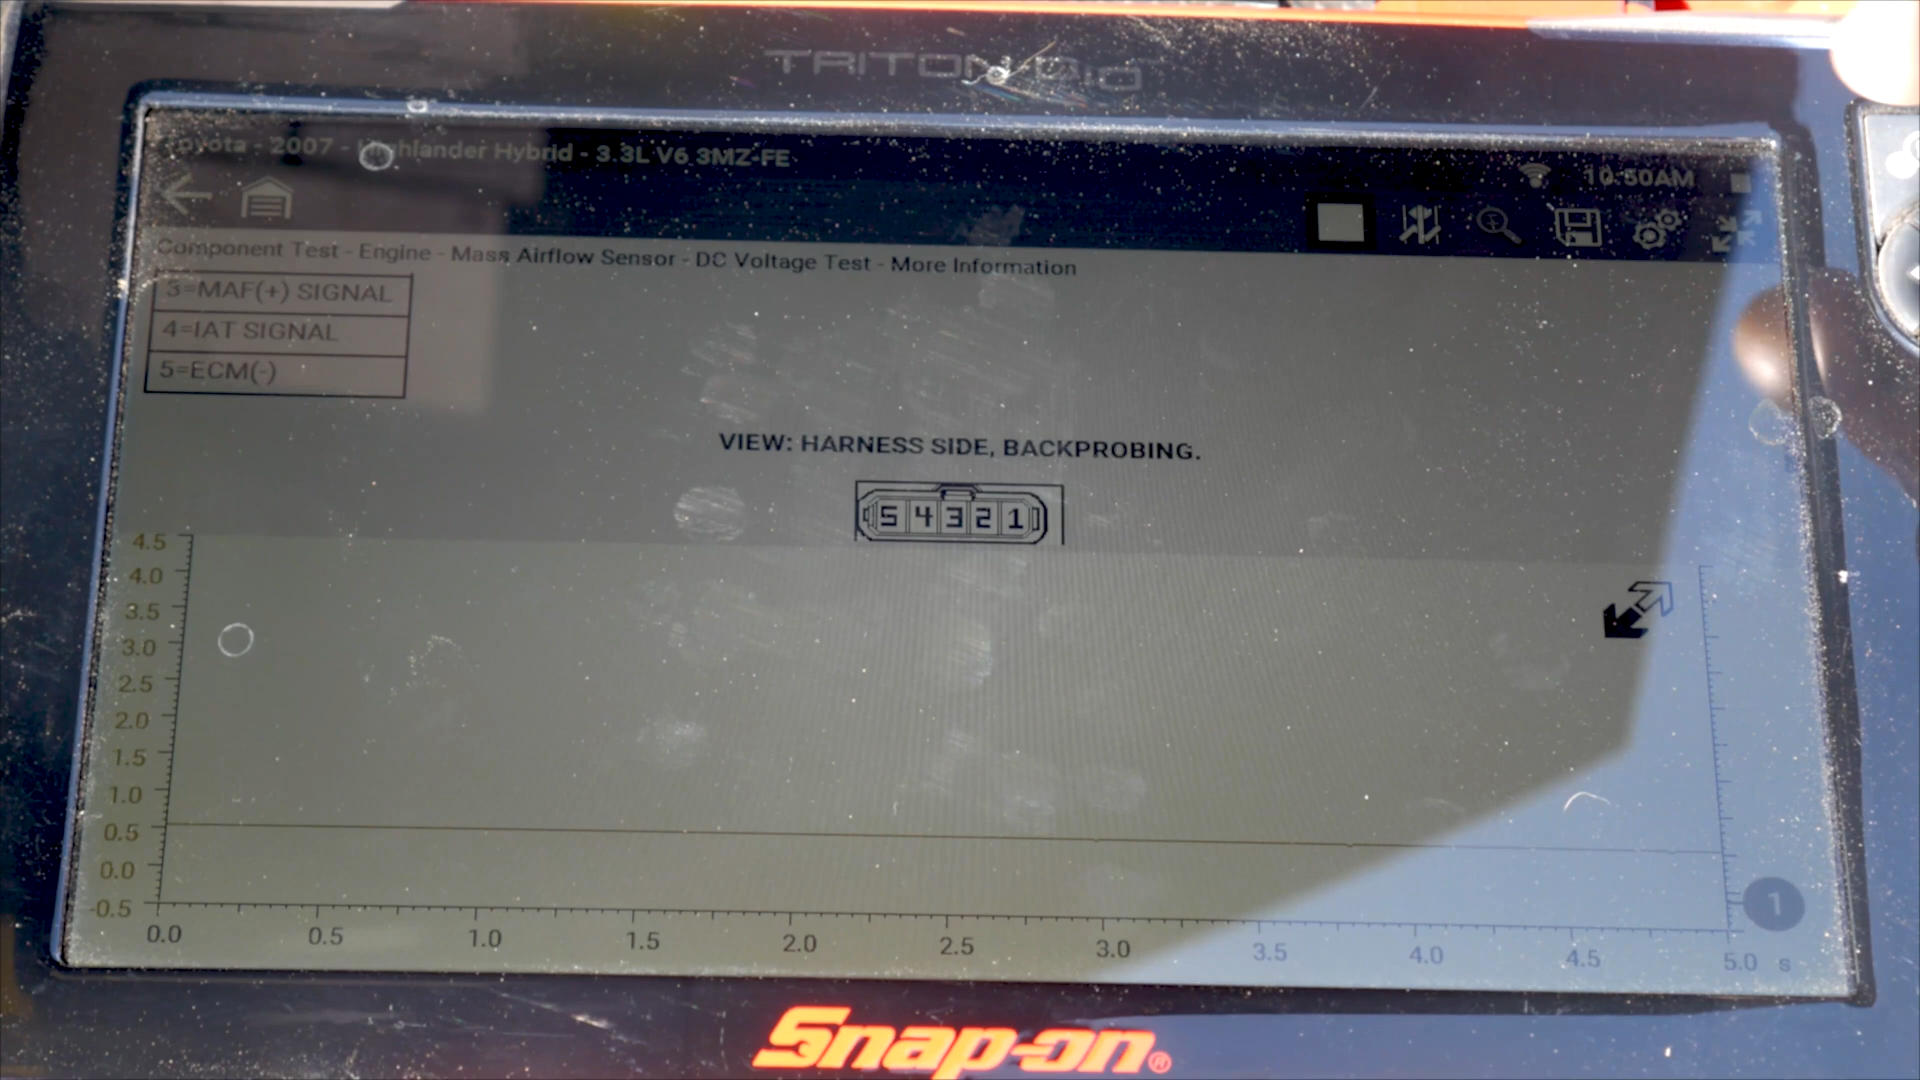 TRITON-D10
Toyota - 2007 - Highlander Hybrid - 3.3L V6 3MZ-FE
10:50AM
Component Test - Engine - Mass Airflow Sensor - DC Voltage Test - More Information
3=MAF(+) SIGNAL
4=IAT SIGNAL
5=ECM(-)
VIEW: HARNESS SIDE, BACKPROBING.
5 4 3 2 1
4.5
4.0
3.5
3.0
2.5
2.0
1.5
1.0
0.5
0.0
-0.5
1
0.0 0.5 1.0 1.5 2.0 2.5 3.0 3.5 4.0 4.5 5.0 s
Snap-on®